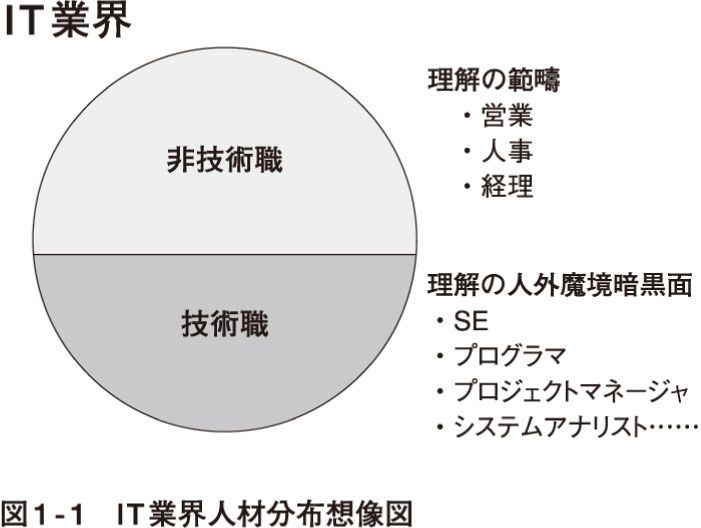 IT業界
非技術職
理解の範疇
・営業
・人事
・経理
技術職
理解の人外魔境暗黒面
・SE
・プログラマ
・プロジェクトマネージャ
・システムアナリスト……
図1-1 IT業界人材分布想像図